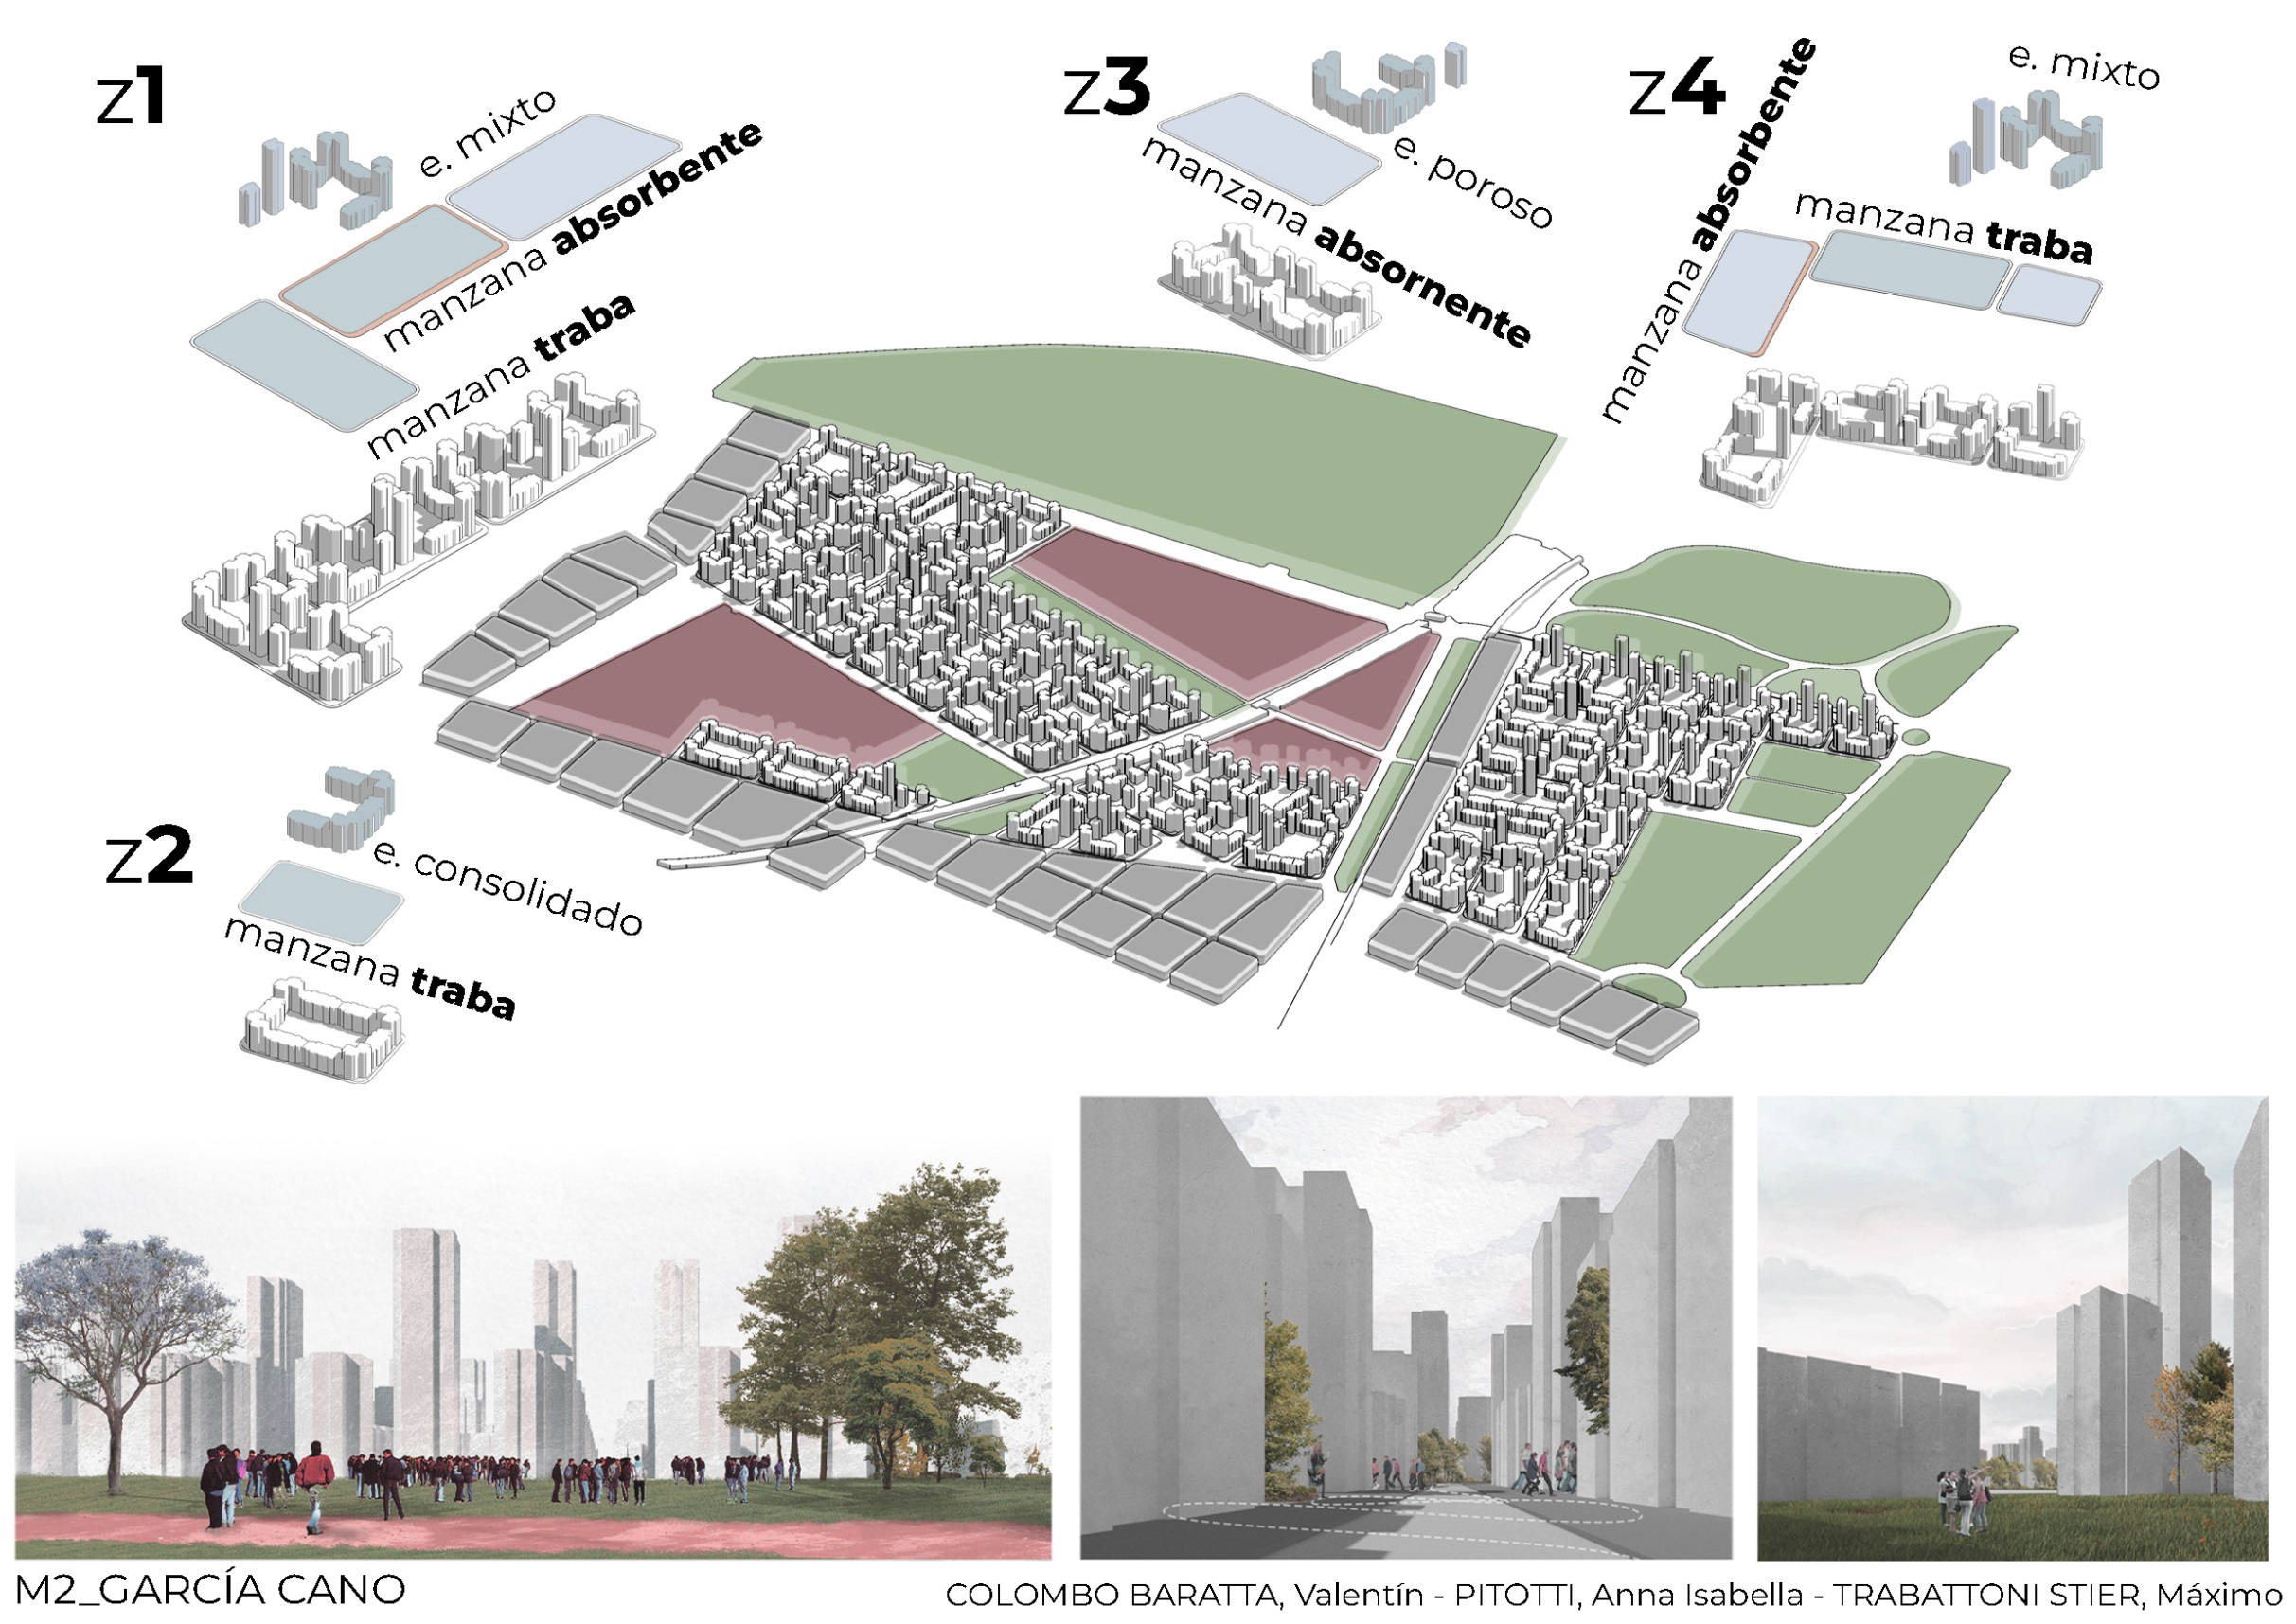 z1
e. mixto
manzana absorbente
manzana traba
z2
e. consolidado
manzana traba
z3
e. poroso
manzana absornente
z4
manzana absorbente
e. mixto
manzana traba
M2_GARCÍA CANO
COLOMBO BARATTA, Valentín - PITOTTI, Anna Isabella - TRABATTONI STIER, Máximo